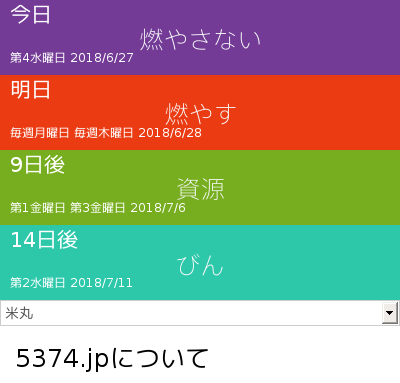 今日
燃やさない
第4水曜日 2018/6/27
明日
燃やす
毎週月曜日 毎週木曜日 2018/6/28
9日後
資源
第1金曜日 第3金曜日 2018/7/6
14日後
びん
第2水曜日 2018/7/11
米丸
5374.jpについて